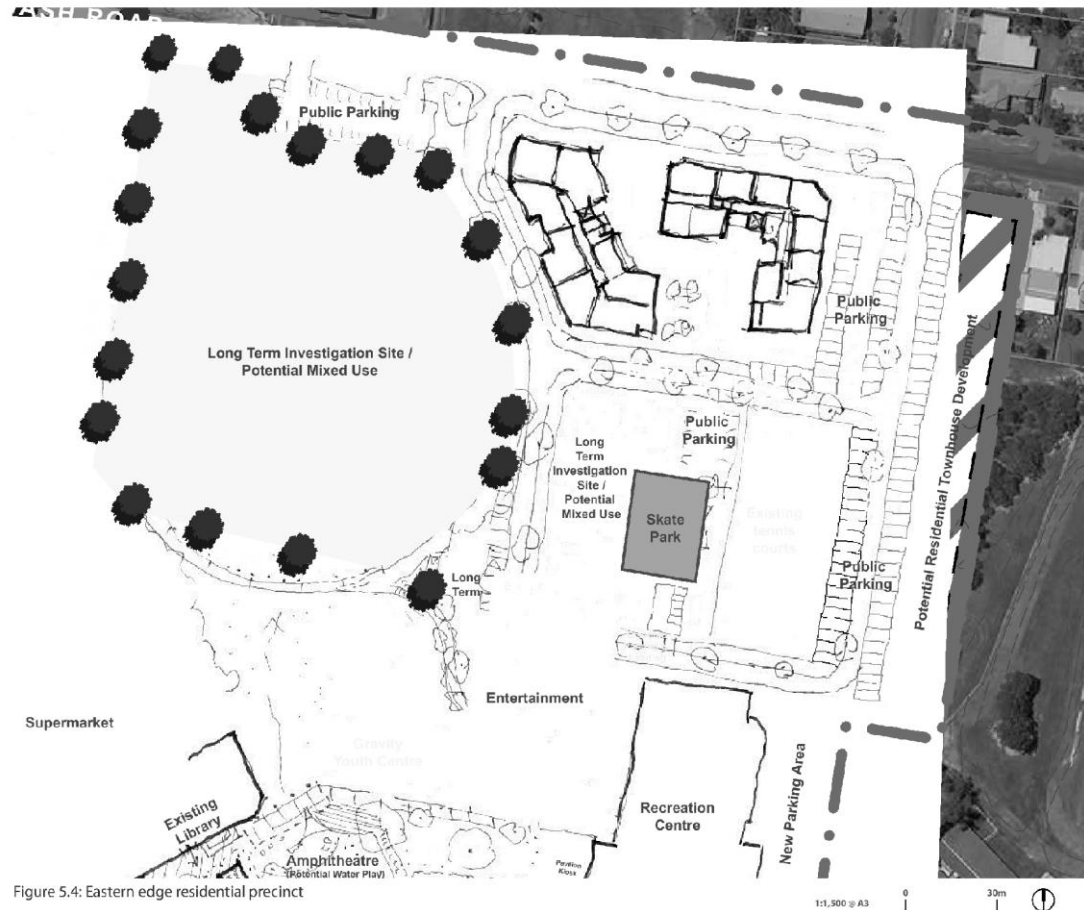 ASH ROAD
Public Parking
Long Term Investigation Site /
Potential Mixed Use
Public
Parking
Potential Residential Townhouse Development
Public
Parking
Long
Term
Investigation
Site /
Potential
Mixed Use
Skate
Park
Existing
tennis
courts
Public
Parking
Long
Term
Entertainment
Supermarket
Gravity
Youth Centre
Existing
Library
Recreation
Centre
New Parking Area
Amphitheatre
(Potential Water Play)
Pavilion
Kiosk
Figure 5.4: Eastern edge residential precinct
1:1,500 @ A3
0
30m